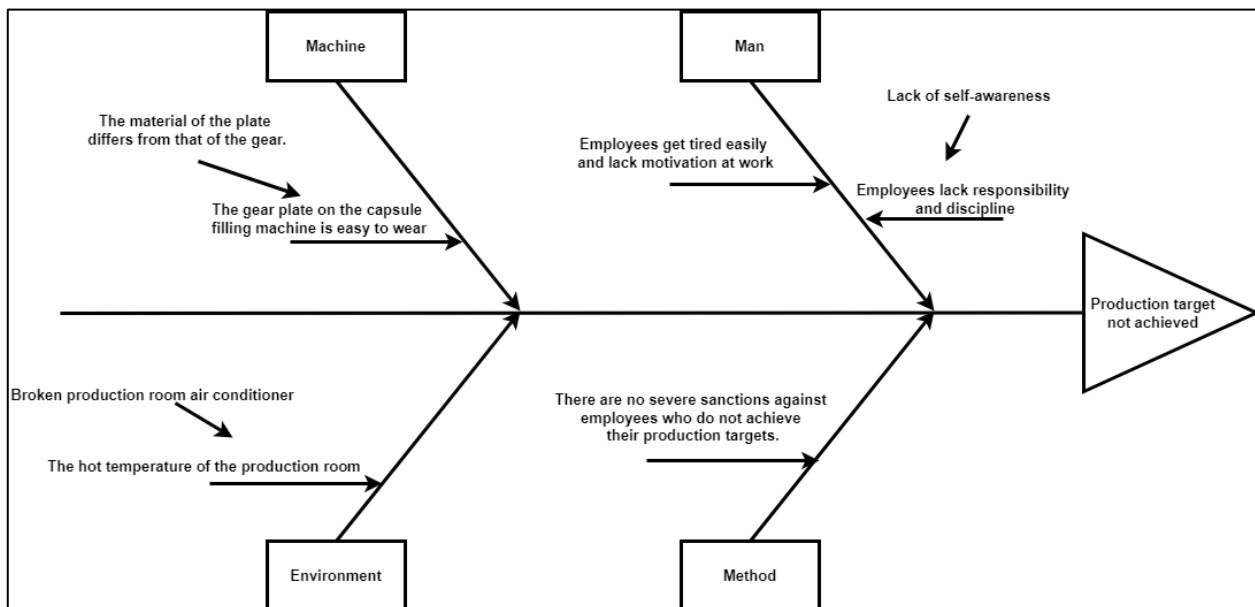 Machine
Man
The material of the plate
differs from that of the gear.
The gear plate on the capsule
filling machine is easy to wear
Employees get tired easily
and lack motivation at work
Lack of self-awareness
Employees lack responsibility
and discipline
Production target
not achieved
Broken production room air conditioner
The hot temperature of the production room
There are no severe sanctions against
employees who do not achieve
their production targets.
Environment
Method